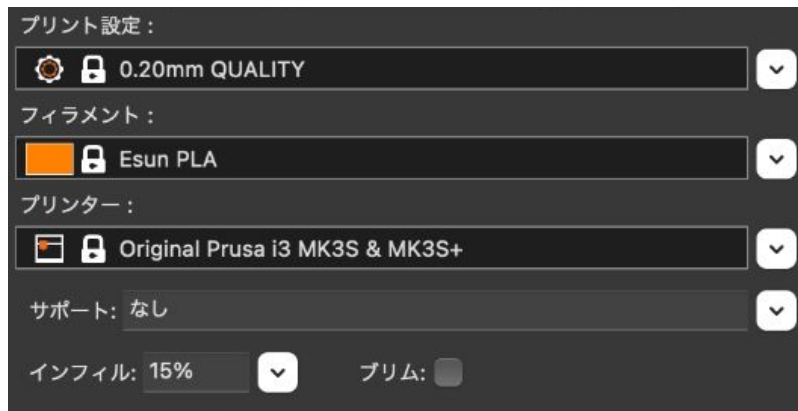 プリント設定：
0.20mm QUALITY
フィラメント：
Esun PLA
プリンター：
Original Prusa i3 MK3S & MK3S+
サポート: なし
インフィル: 15% ブリム: